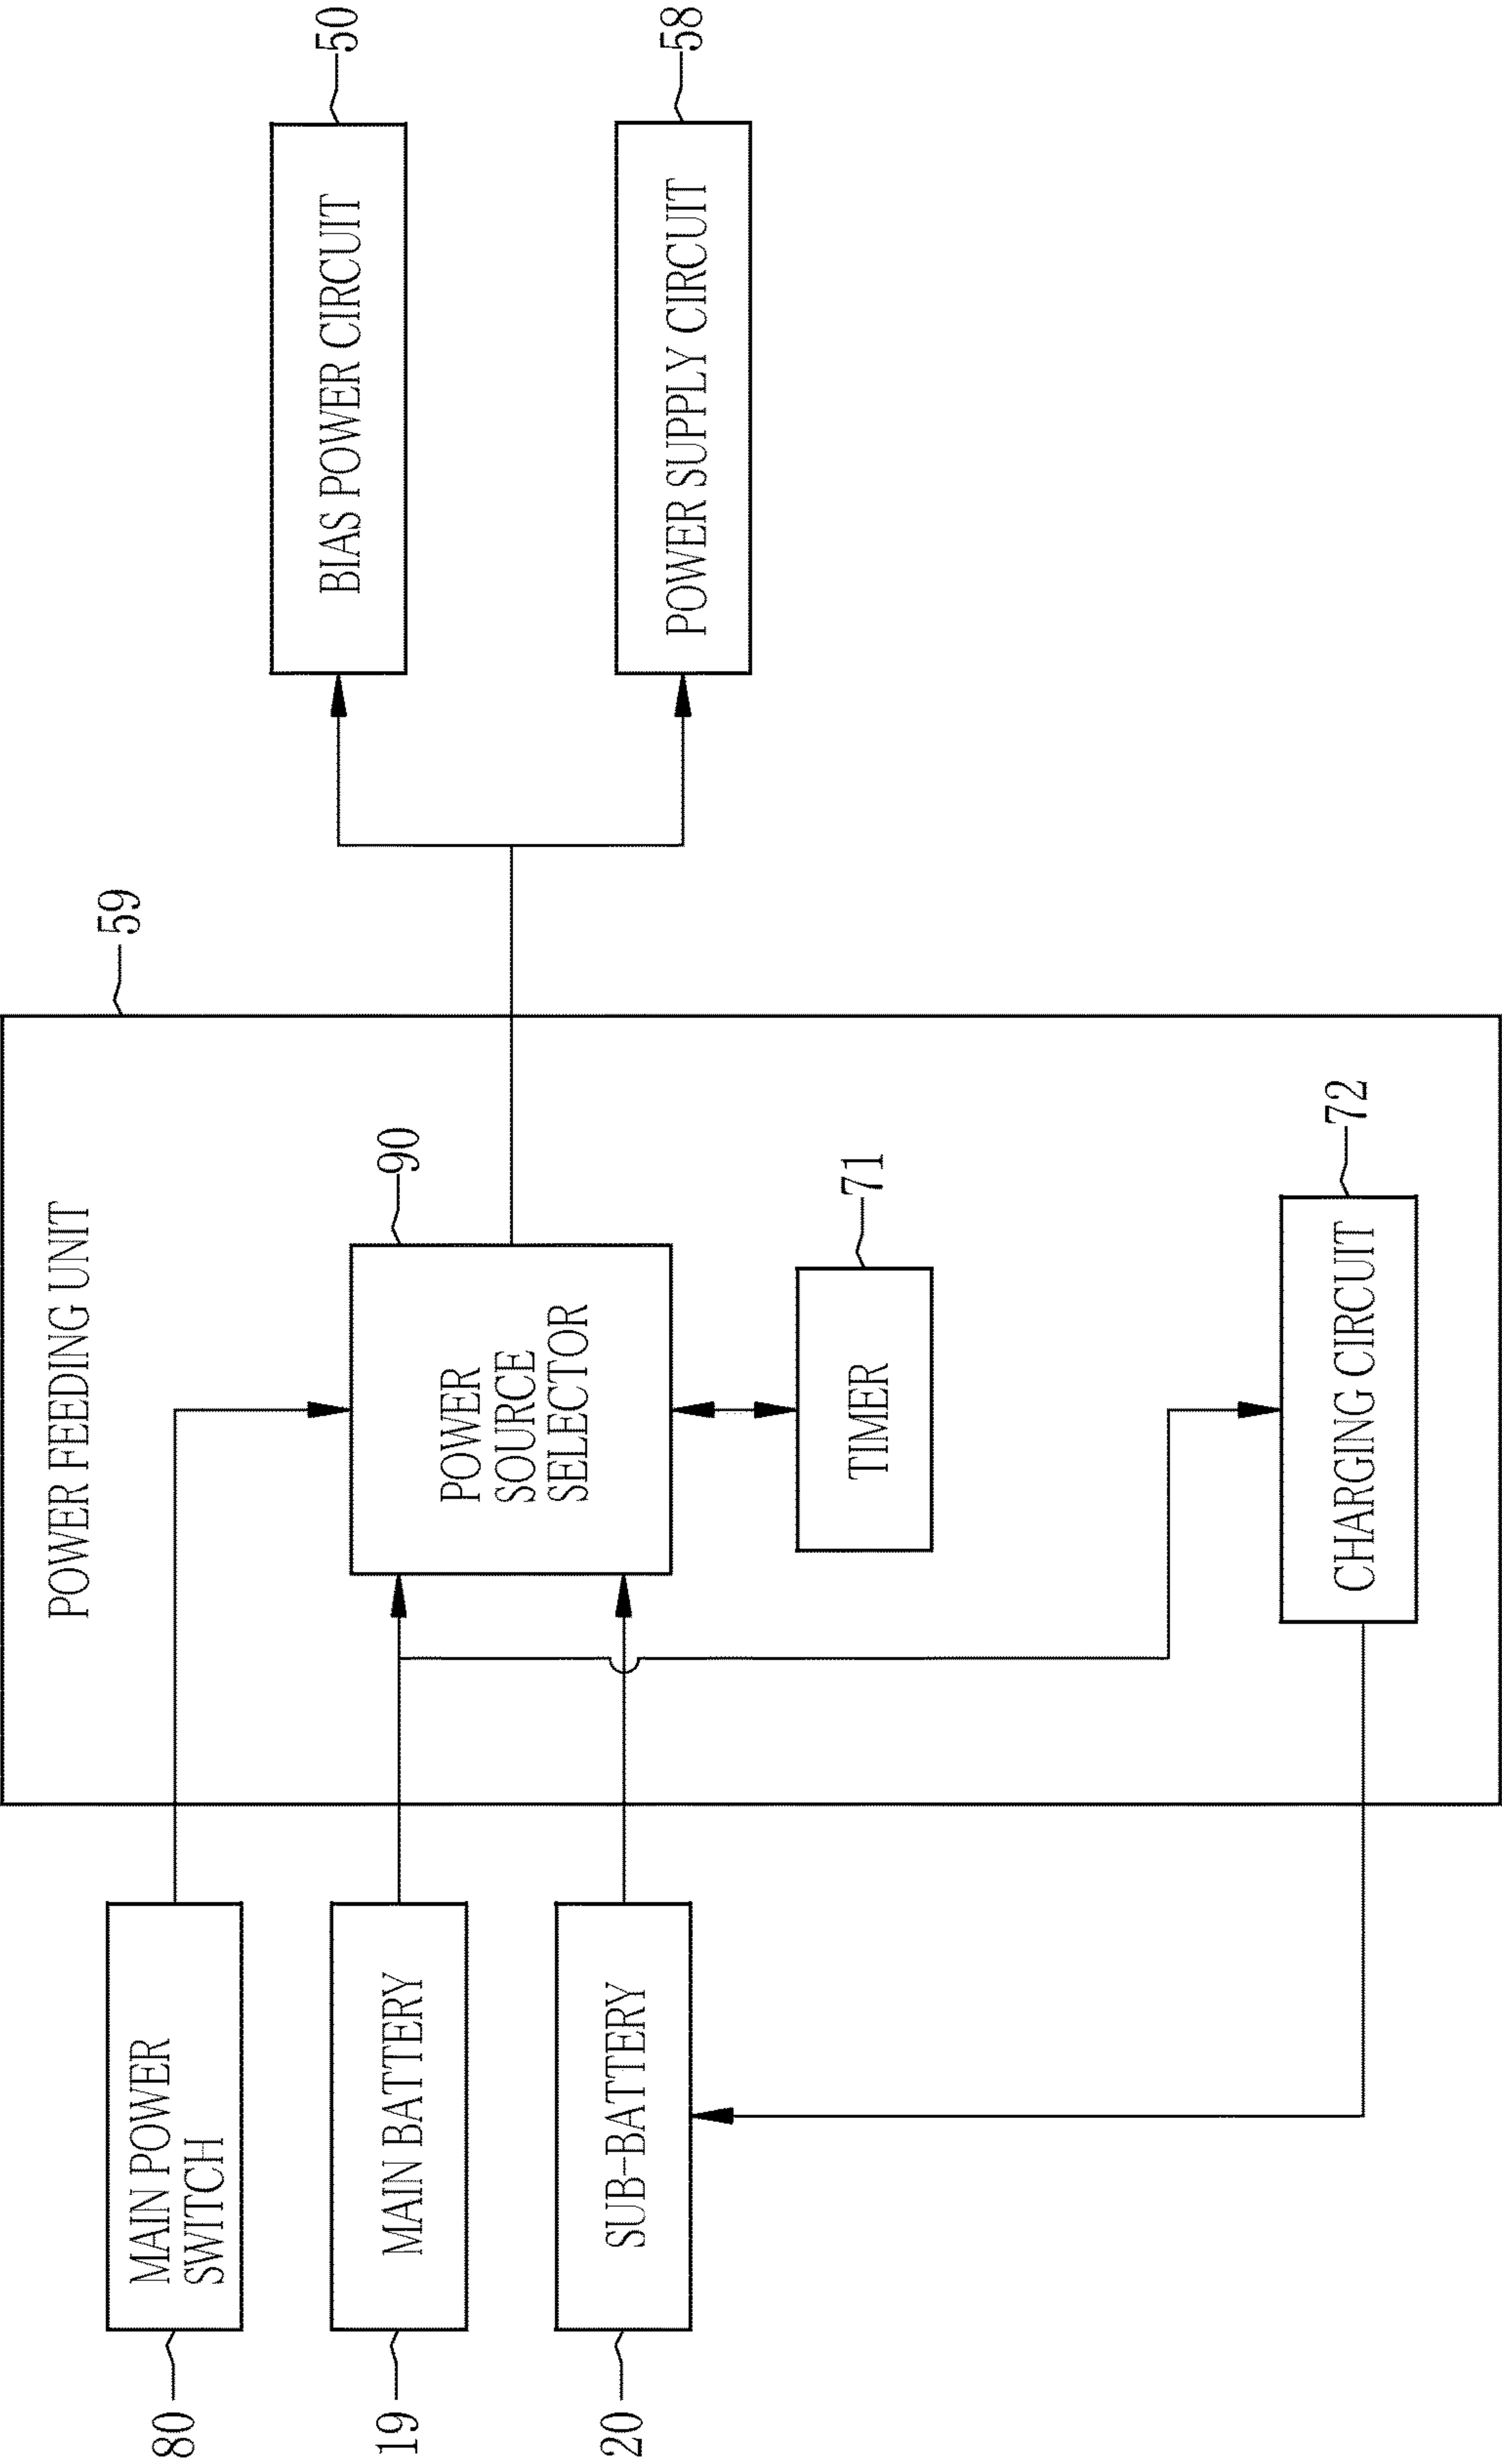 59
POWER FEEDING UNIT
80
MAIN POWER
SWITCH
19
MAIN BATTERY
20
SUB-BATTERY
90
POWER
SOURCE
SELECTOR
71
TIMER
72
CHARGING CIRCUIT
50
BIAS POWER CIRCUIT
58
POWER SUPPLY CIRCUIT